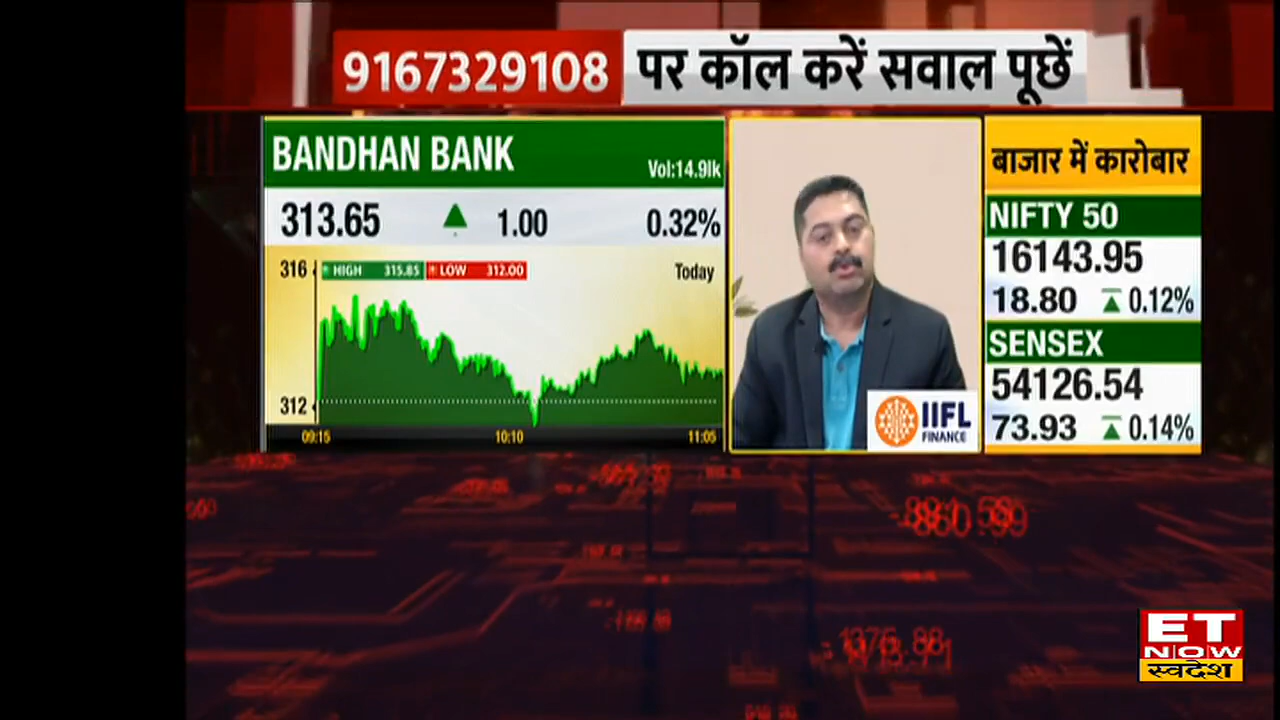 9167329108 पर कॉल करें सवाल पूछें
BANDHAN BANK
Vol:14.9lk
313.65 1.00 0.32%
316 HIGH 315.85 LOW 312.00 Today
312
09:15 10:10 11:05
IIFL
FINANCE
बाजार में कारोबार
NIFTY 50
16143.95
18.80 0.12%
SENSEX
54126.54
73.93 0.14%
1376.88
ET
NOW
स्वदेश